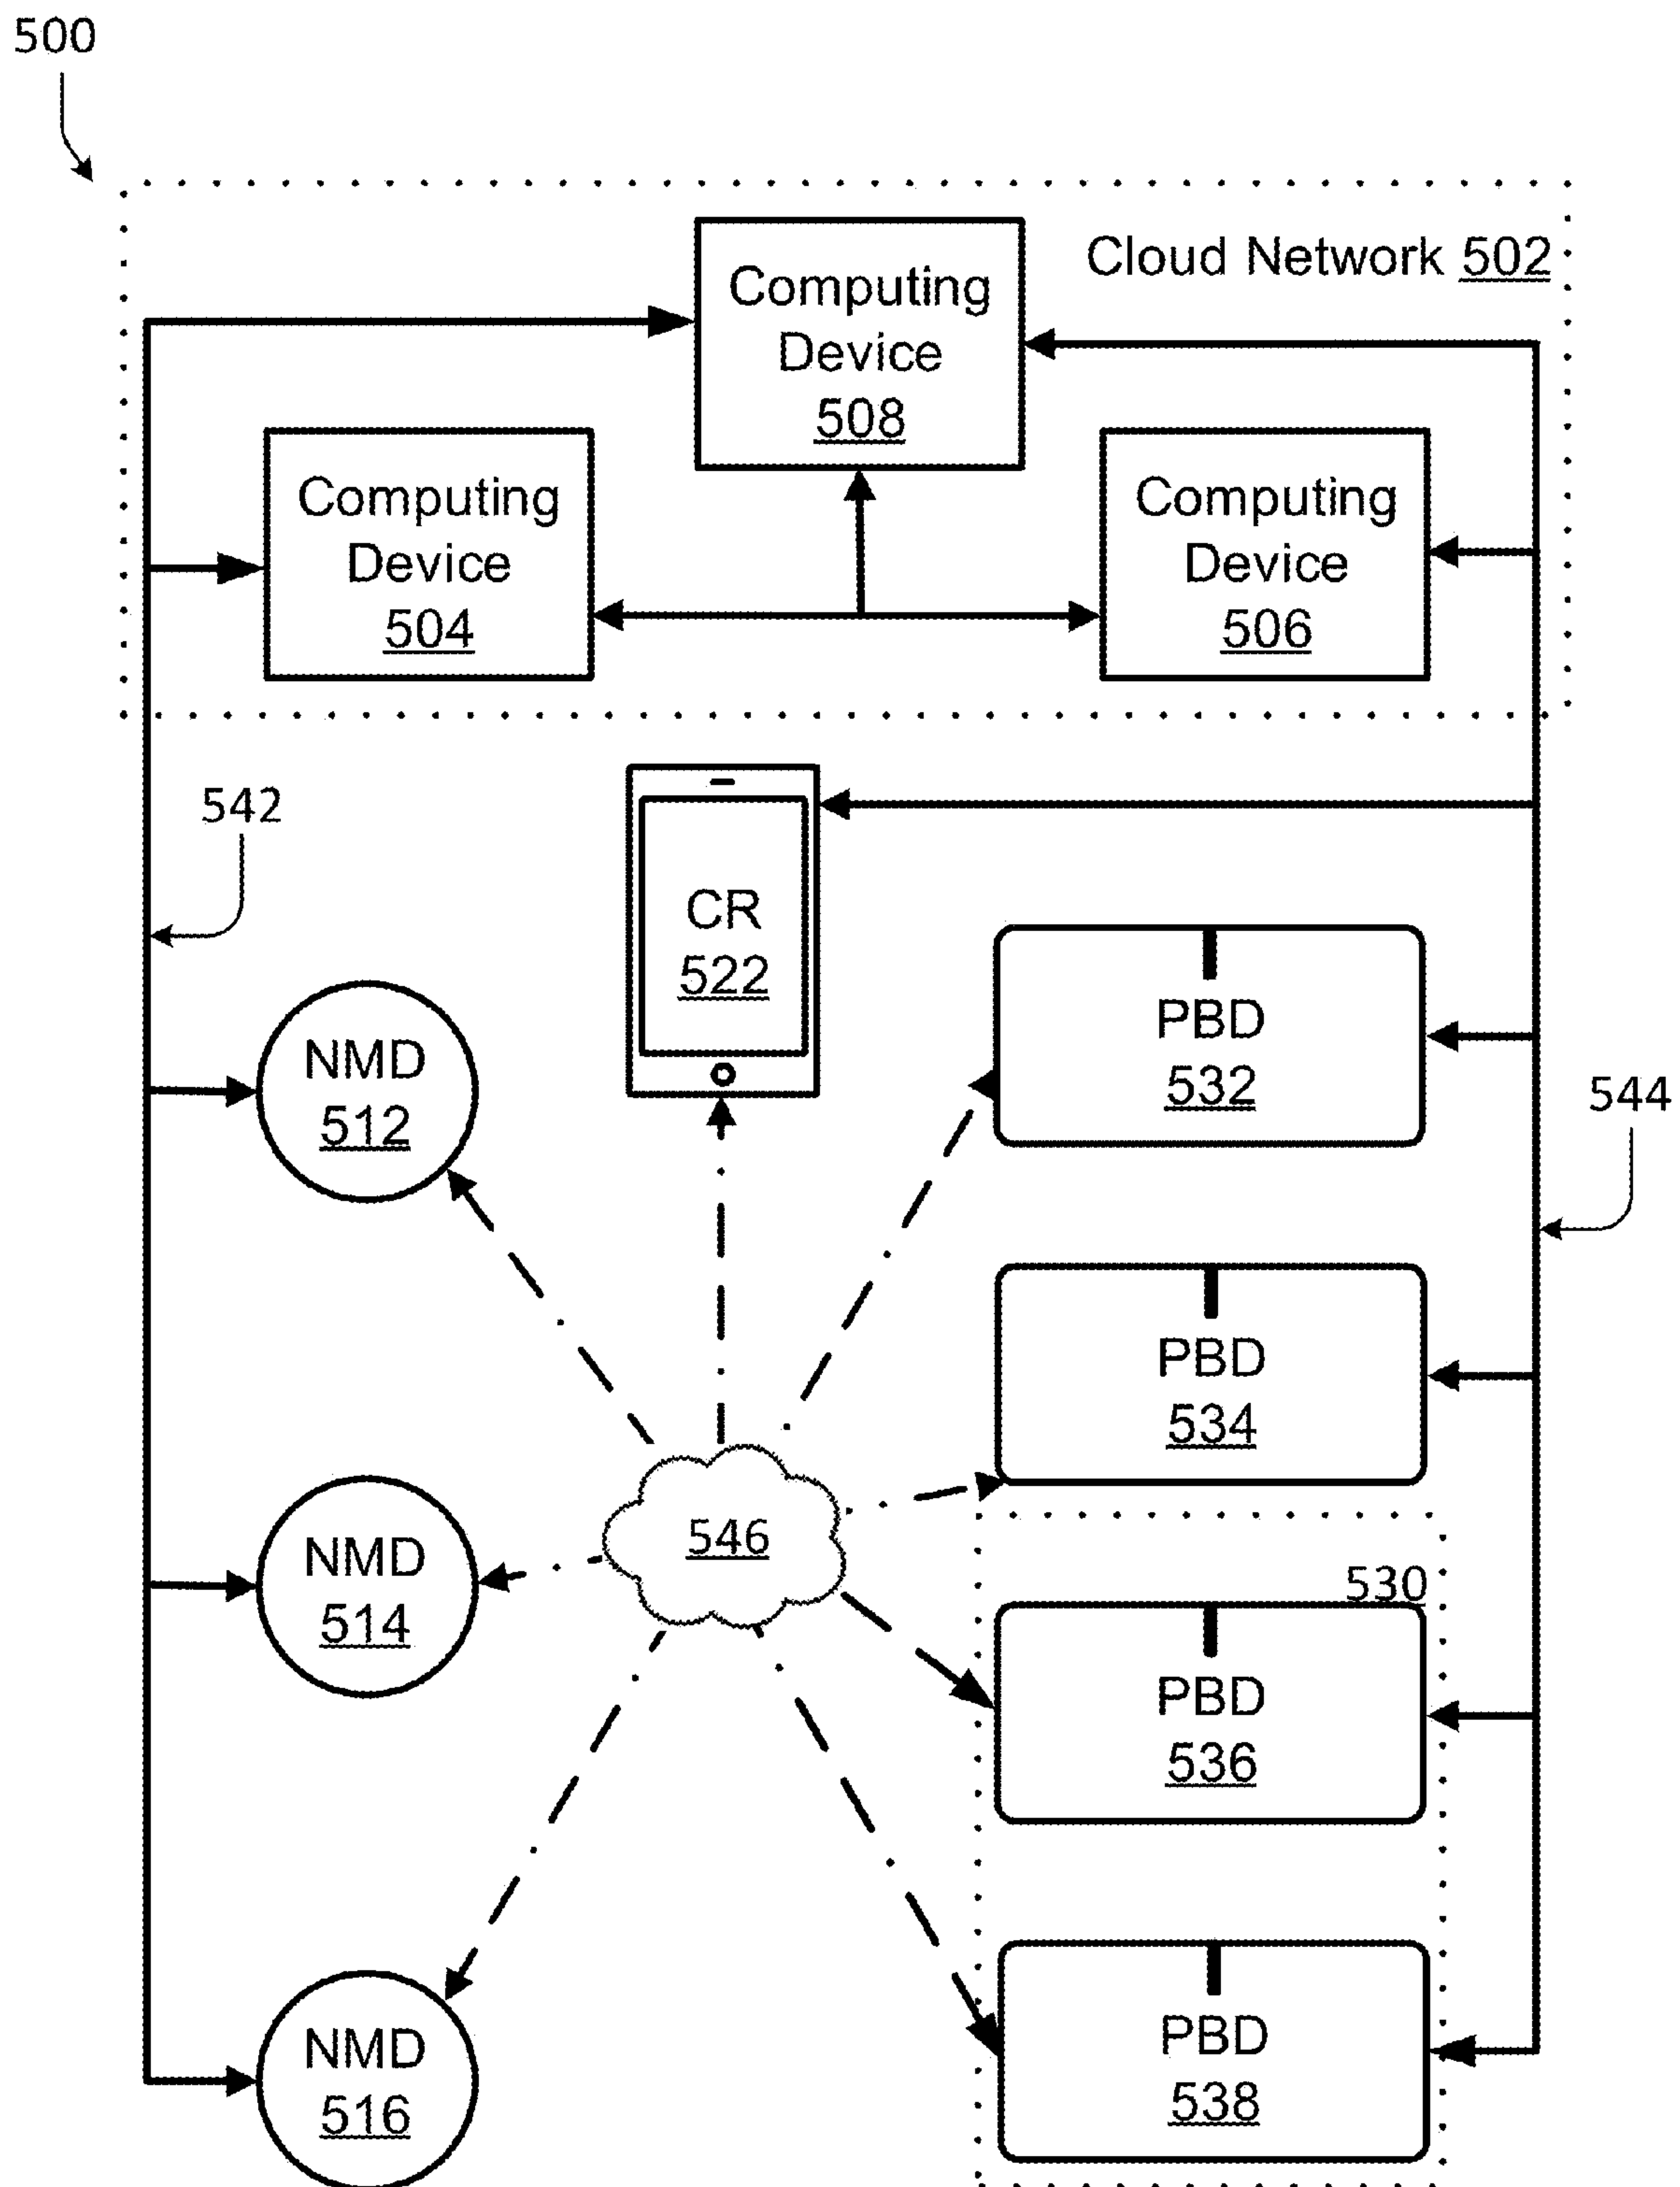 500
Cloud Network 502
Computing
Device
508
Computing
Device
504
Computing
Device
506
542
CR
522
NMD
512
PBD
532
544
PBD
534
NMD
514
546
530
PBD
536
NMD
516
PBD
538